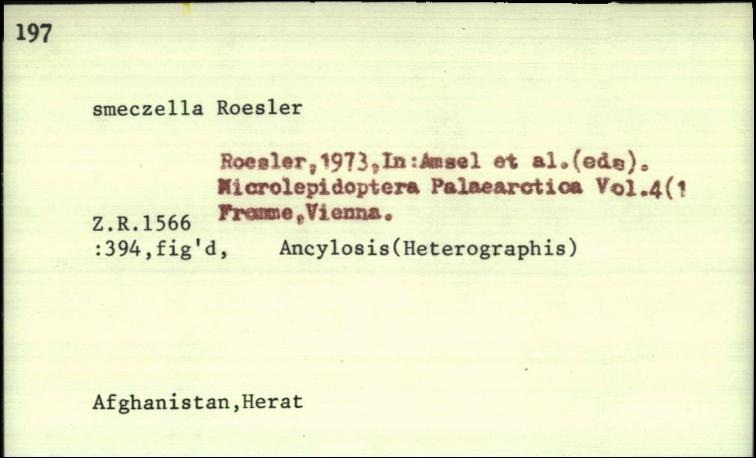 197
smeczella Roesler
Roesler,1973,In:Amsel et al.(eds).
Microlepidoptera Palaearctica Vol.4(1
Fromme,Vienna.
Z.R.1566
:394,fig'd, Ancylosis(Heterographis)
Afghanistan,Herat